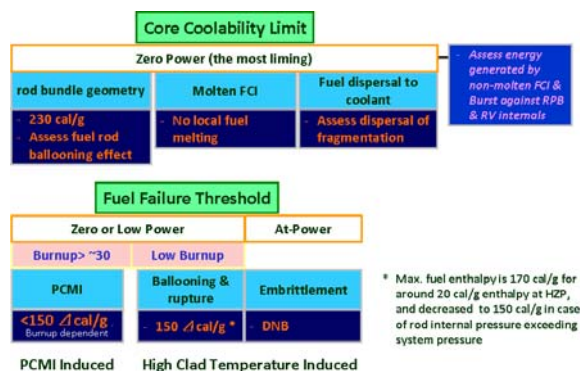 Core Coolability Limit
Zero Power (the most liming)
rod bundle geometry
- 230 cal/g
- Assess fuel rod
ballooning effect
Molten FCI
- No local fuel
melting
Fuel dispersal to
coolant
- Assess dispersal of
fragmentation
- Assess energy
generated by
non-molten FCI &
Burst against RPB
& RV internals
Fuel Failure Threshold
Zero or Low Power
At-Power
Burnup> ~30
Low Burnup
PCMI
<150 ⊿cal/g
Burnup dependent
Ballooning &
rupture
- 150 ⊿cal/g *
Embrittlement
- DNB
PCMI Induced
High Clad Temperature Induced
* Max. fuel enthalpy is 170 cal/g for
around 20 cal/g enthalpy at HZP,
and decreased to 150 cal/g in case
of rod internal pressure exceeding
system pressure